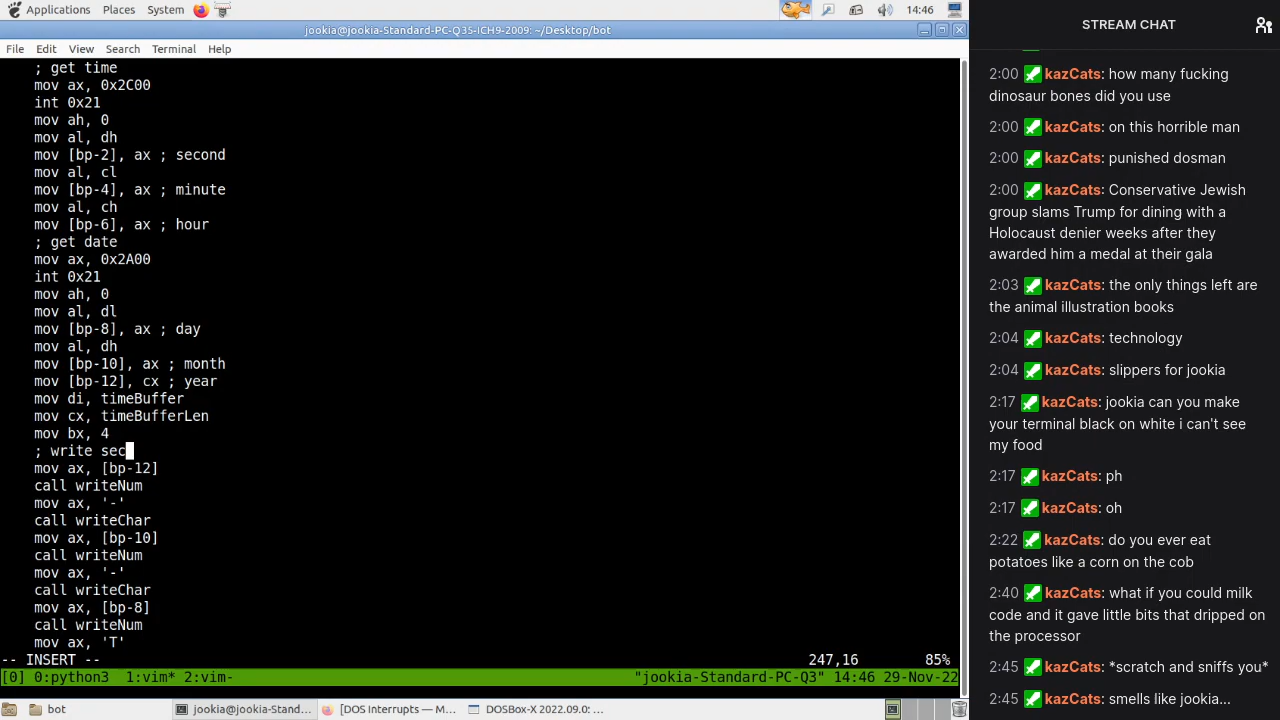 Applications Places System 14:46
jookia@jookia-Standard-PC-Q35-ICH9-2009: ~/Desktop/bot
File Edit View Search Terminal Help
; get time
mov ax, 0x2C00
int 0x21
mov ah, 0
mov al, dh
mov [bp-2], ax ; second
mov al, cl
mov [bp-4], ax ; minute
mov al, ch
mov [bp-6], ax ; hour
; get date
mov ax, 0x2A00
int 0x21
mov ah, 0
mov al, dl
mov [bp-8], ax ; day
mov al, dh
mov [bp-10], ax ; month
mov [bp-12], cx ; year
mov di, timeBuffer
mov cx, timeBufferLen
mov bx, 4
; write sec
mov ax, [bp-12]
call writeNum
mov ax, '-'
call writeChar
mov ax, [bp-10]
call writeNum
mov ax, '-'
call writeChar
mov ax, [bp-8]
call writeNum
mov ax, 'T'
-- INSERT -- 247,16 85%
[0] 0:python3 1:vim* 2:vim- "jookia-Standard-PC-Q3" 14:46 29-Nov-22
bot jookia@jookia-Stand... [DOS Interrupts — M... DOSBox-X 2022.09.0: ...
STREAM CHAT
2:00 kazCats: how many fucking
dinosaur bones did you use
2:00 kazCats: on this horrible man
2:00 kazCats: punished dosman
2:00 kazCats: Conservative Jewish
group slams Trump for dining with a
Holocaust denier weeks after they
awarded him a medal at their gala
2:03 kazCats: the only things left are
the animal illustration books
2:04 kazCats: technology
2:04 kazCats: slippers for jookia
2:17 kazCats: jookia can you make
your terminal black on white i can't see
my food
2:17 kazCats: ph
2:17 kazCats: oh
2:22 kazCats: do you ever eat
potatoes like a corn on the cob
2:40 kazCats: what if you could milk
code and it gave little bits that dripped on
the processor
2:45 kazCats: *scratch and sniffs you*
2:45 kazCats: smells like jookia...